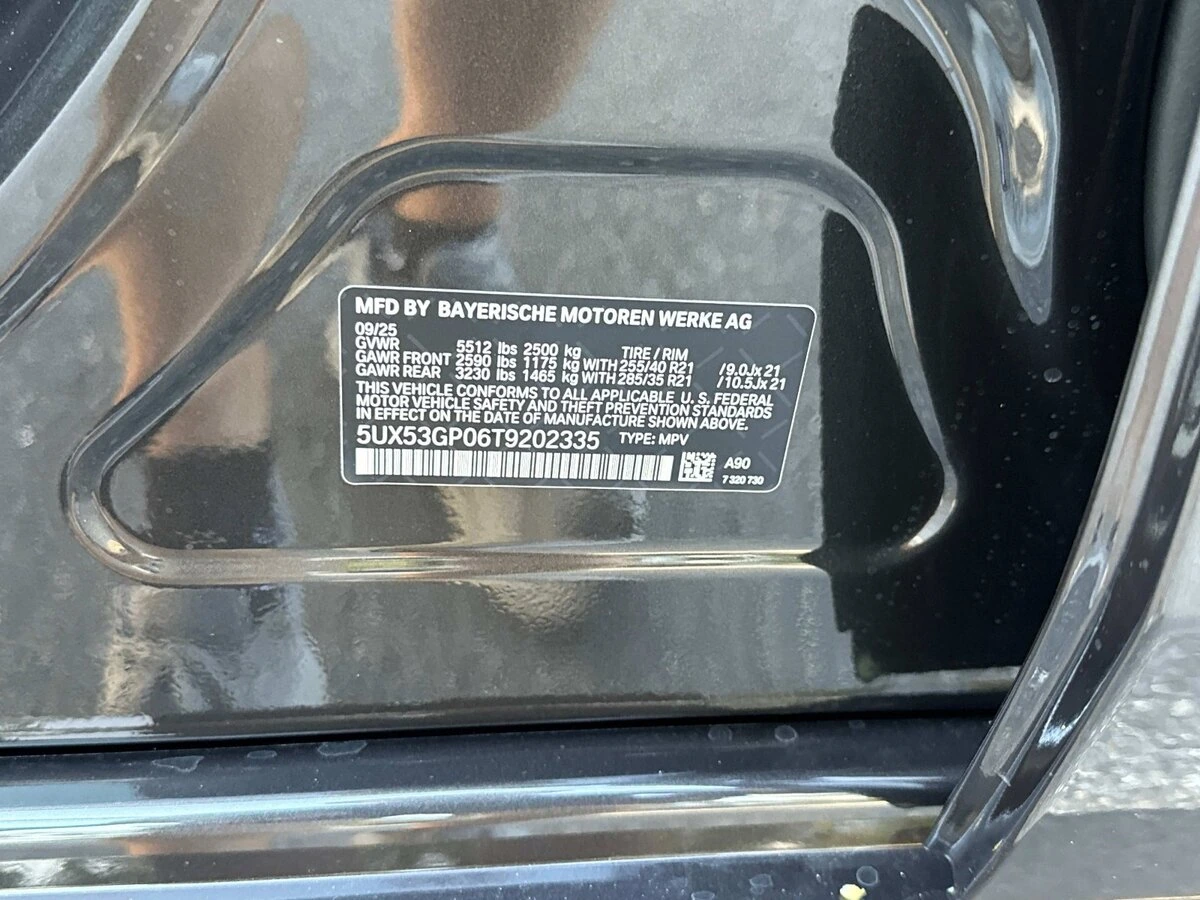 MFD BY BAYERISCHE MOTOREN WERKE AG
09/25
GVWR 5512 lbs 2500 kg TIRE / RIM
GAWR FRONT 2590 lbs 1175 kg WITH 255/40 R21 /9.0Jx21
GAWR REAR 3230 lbs 1465 kg WITH 285/35 R21 /10.5Jx21
THIS VEHICLE CONFORMS TO ALL APPLICABLE U. S. FEDERAL
MOTOR VEHICLE SAFETY AND THEFT PREVENTION STANDARDS
IN EFFECT ON THE DATE OF MANUFACTURE SHOWN ABOVE.
5UX53GP06T9202335 TYPE: MPV
A90
7 320 730